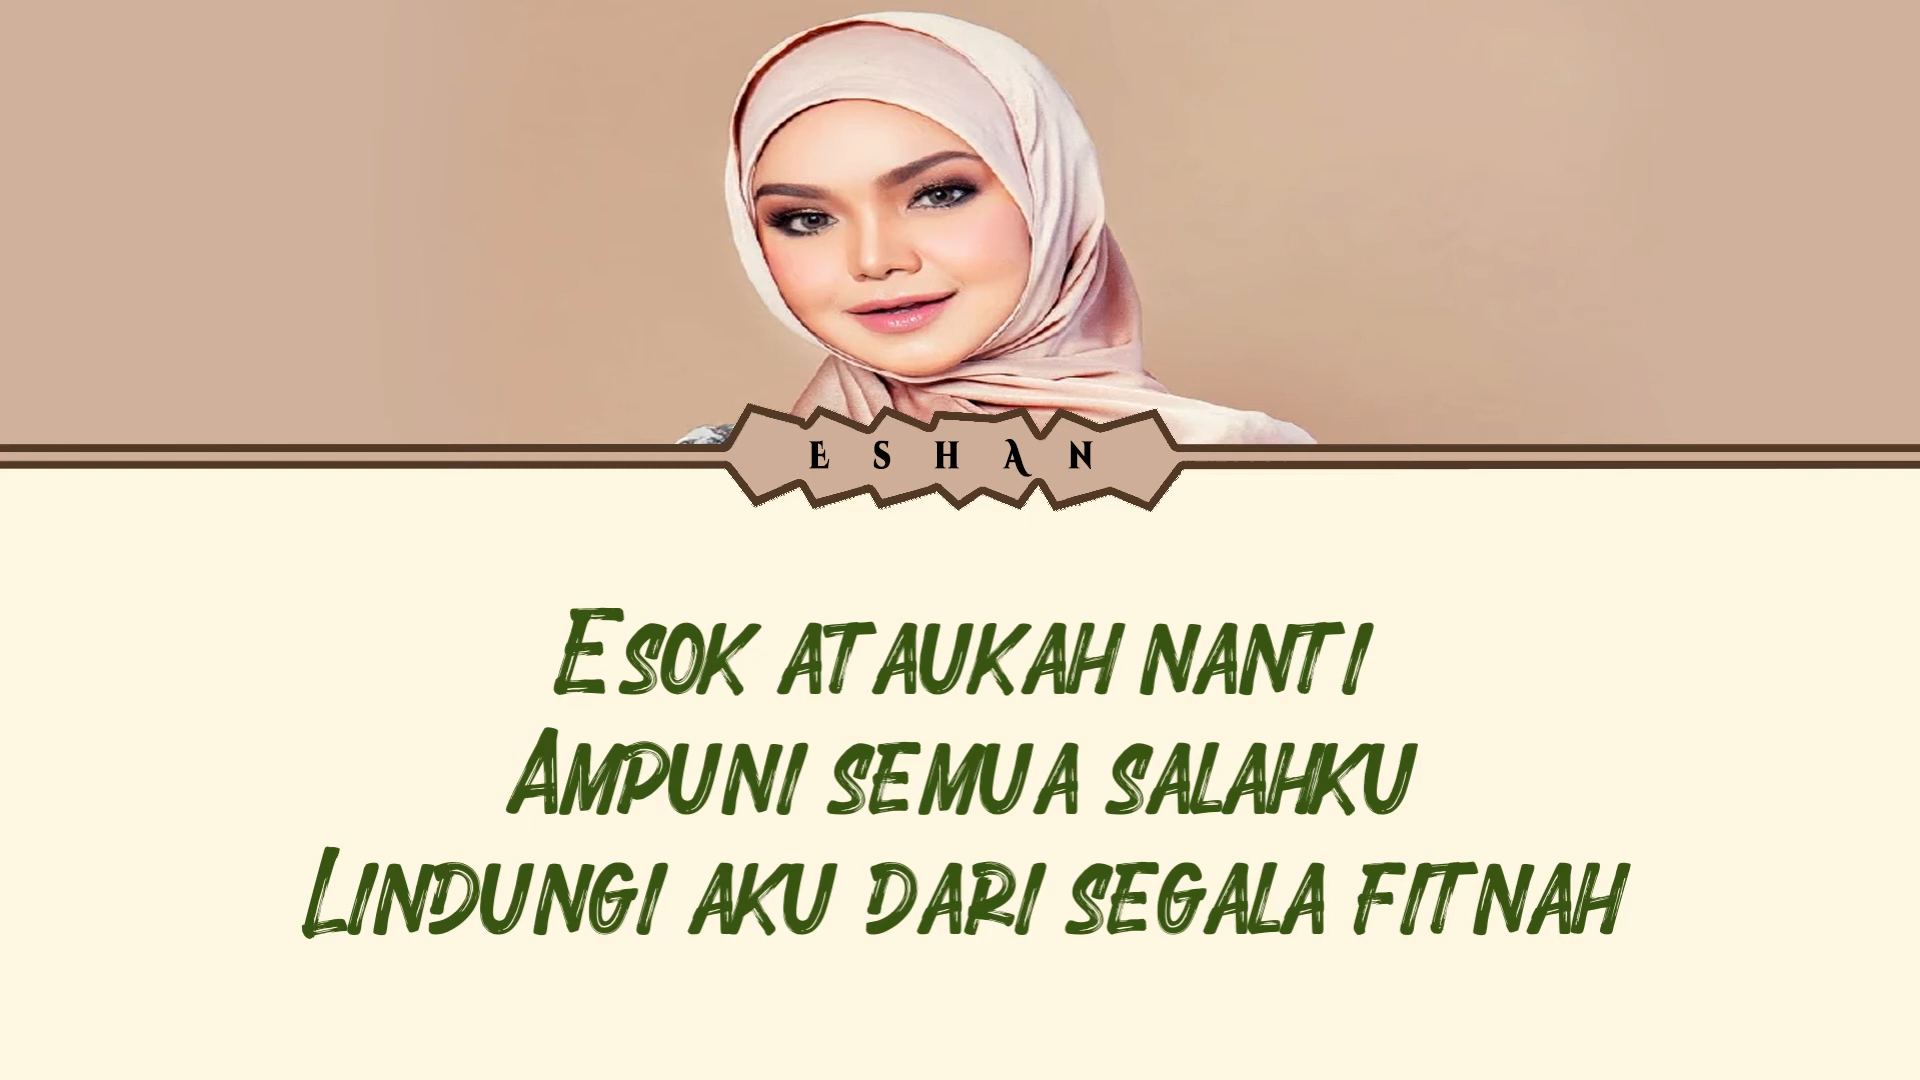 ESHAN
Esok ataukah nanti
Ampuni semua salahku
Lindungi aku dari segala fitnah